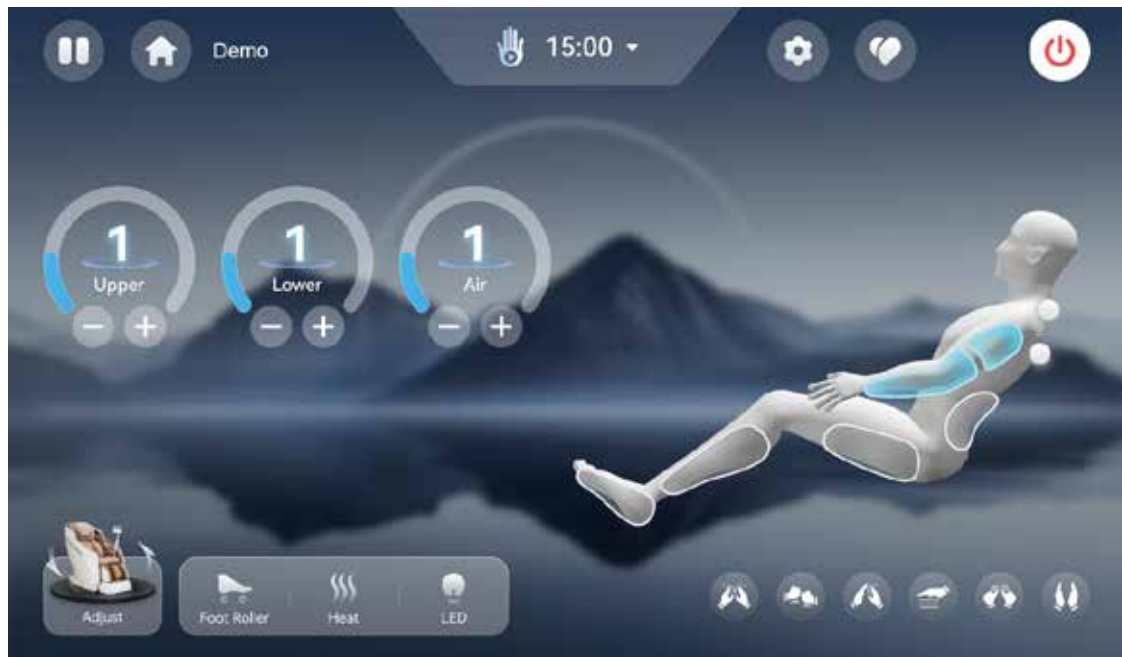 Demo
15:00
1
Upper
1
Lower
1
Air
Adjust
Foot Roller
Heat
LED